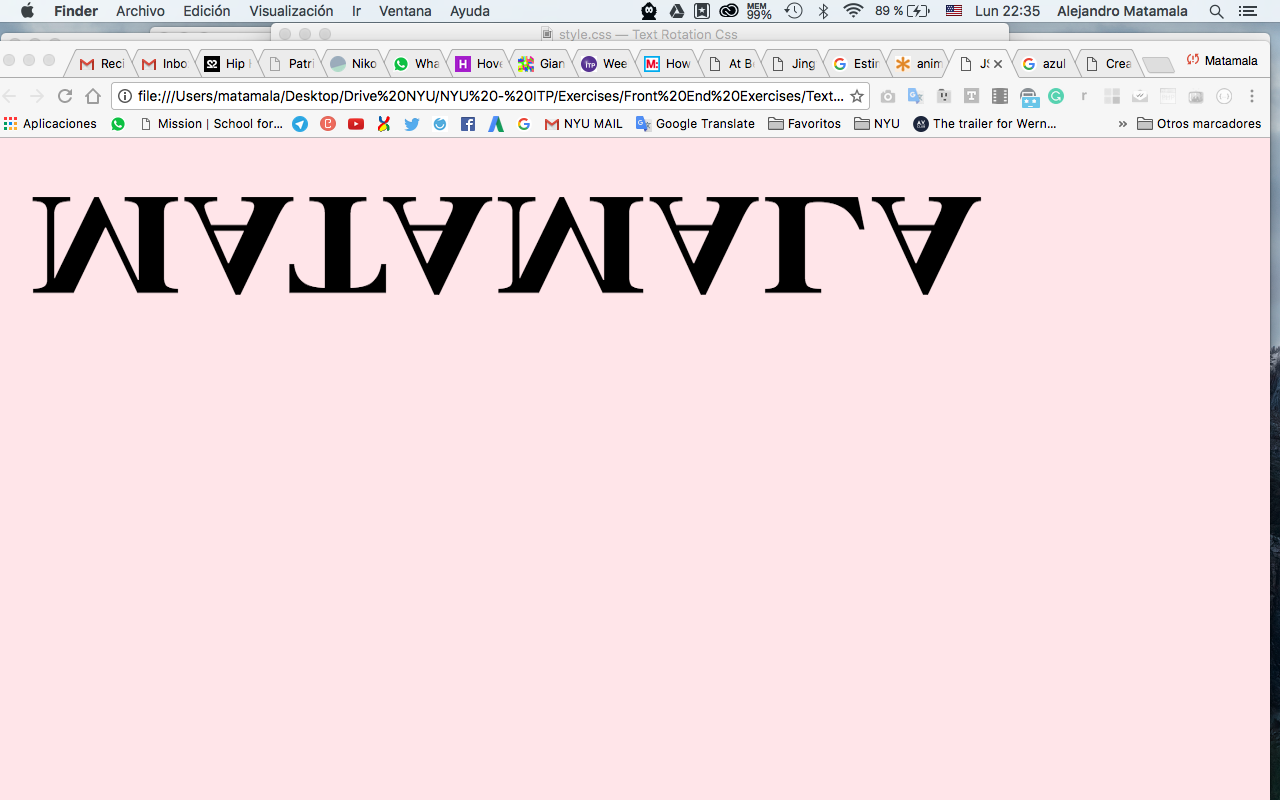 Finder Archivo Edición Visualización Ir Ventana Ayuda MEM 99% 89 % Lun 22:35 Alejandro Matamala
style.css — Text Rotation Css
Reci Inbo Hip Patri Niko Wha Hove Gian Wee How At Be Jing Estir anim JS azul Crea Matamala
file:///Users/matamala/Desktop/Drive%20NYU/NYU%20-%20ITP/Exercises/Front%20End%20Exercises/Text...
Aplicaciones Mission | School for... NYU MAIL Google Translate Favoritos NYU The trailer for Wern... » Otros marcadores
MATAMALA